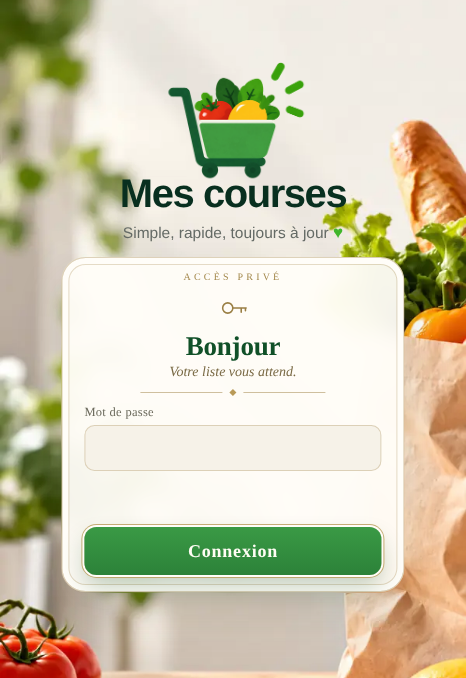 Mes courses
Simple, rapide, toujours à jour ♥
ACCÈS PRIVÉ
Bonjour
Votre liste vous attend.
Mot de passe
Connexion